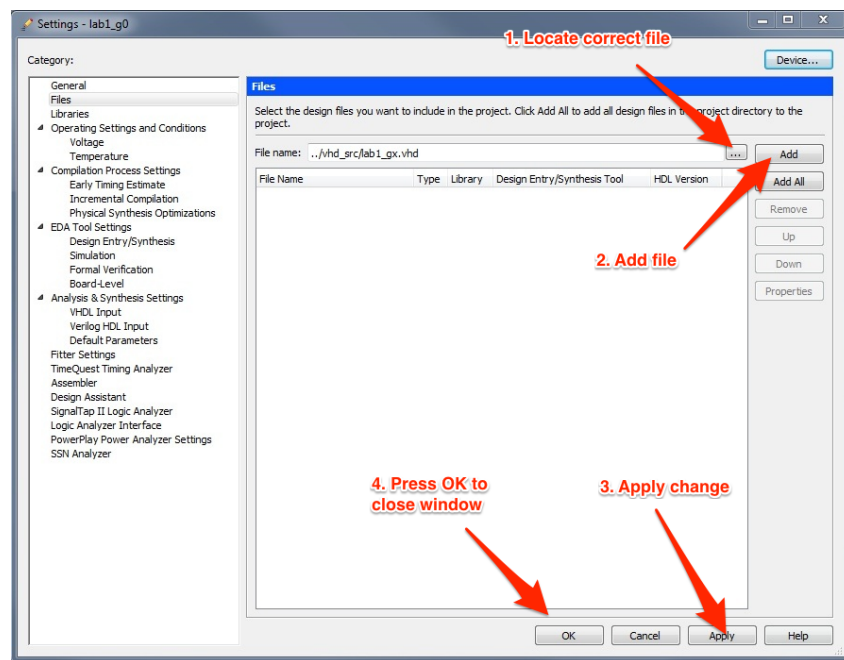 Settings - lab1_g0
1. Locate correct file
Category:
Device...
General
Files
Libraries
Operating Settings and Conditions
Voltage
Temperature
Compilation Process Settings
Early Timing Estimate
Incremental Compilation
Physical Synthesis Optimizations
EDA Tool Settings
Design Entry/Synthesis
Simulation
Formal Verification
Board-Level
Analysis & Synthesis Settings
VHDL Input
Verilog HDL Input
Default Parameters
Fitter Settings
TimeQuest Timing Analyzer
Assembler
Design Assistant
SignalTap II Logic Analyzer
Logic Analyzer Interface
PowerPlay Power Analyzer Settings
SSN Analyzer
Files
Select the design files you want to include in the project. Click Add All to add all design files in the project directory to the
project.
File name: ../vhd_src/lab1_gx.vhd
...
Add
File Name Type Library Design Entry/Synthesis Tool HDL Version
Add All
Remove
Up
2. Add file
Down
Properties
4. Press OK to
close window
3. Apply change
OK Cancel Apply Help